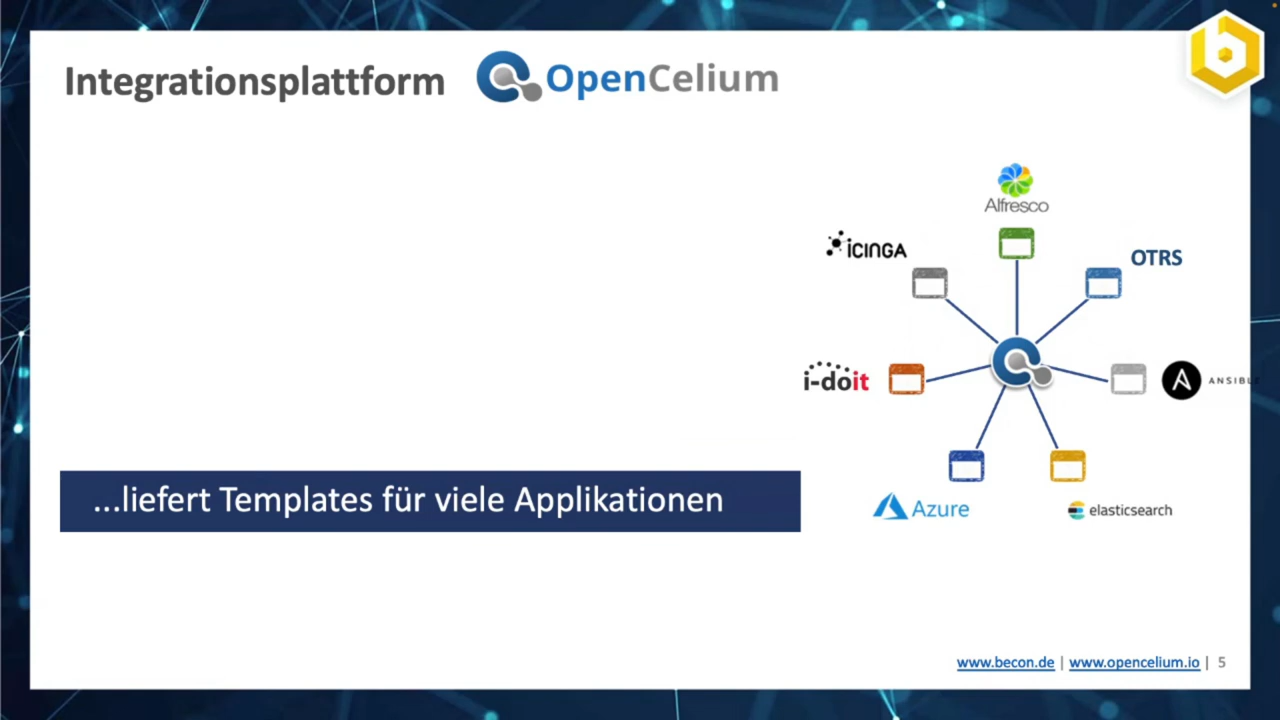 Integrationsplattform OpenCelium
Alfresco
ICINGA
OTRS
i-doit
ANSIBLE
...liefert Templates für viele Applikationen
Azure
elasticsearch
www.becon.de | www.opencelium.io | 5